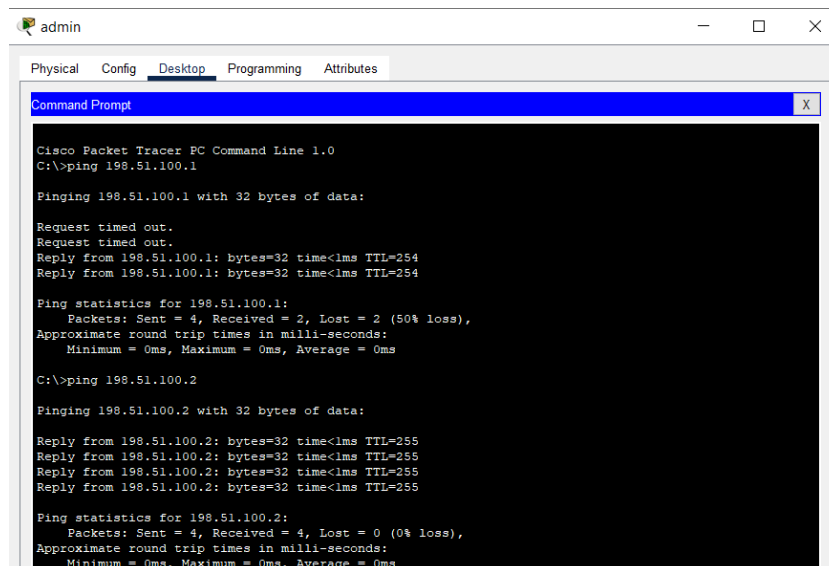 admin
Physical Config Desktop Programming Attributes
Command Prompt
X
Cisco Packet Tracer PC Command Line 1.0
C:\>ping 198.51.100.1
Pinging 198.51.100.1 with 32 bytes of data:
Request timed out.
Request timed out.
Reply from 198.51.100.1: bytes=32 time<1ms TTL=254
Reply from 198.51.100.1: bytes=32 time<1ms TTL=254
Ping statistics for 198.51.100.1:
    Packets: Sent = 4, Received = 2, Lost = 2 (50% loss),
Approximate round trip times in milli-seconds:
    Minimum = 0ms, Maximum = 0ms, Average = 0ms
C:\>ping 198.51.100.2
Pinging 198.51.100.2 with 32 bytes of data:
Reply from 198.51.100.2: bytes=32 time<1ms TTL=255
Reply from 198.51.100.2: bytes=32 time<1ms TTL=255
Reply from 198.51.100.2: bytes=32 time<1ms TTL=255
Reply from 198.51.100.2: bytes=32 time<1ms TTL=255
Ping statistics for 198.51.100.2:
    Packets: Sent = 4, Received = 4, Lost = 0 (0% loss),
Approximate round trip times in milli-seconds:
    Minimum = 0ms, Maximum = 0ms, Average = 0ms